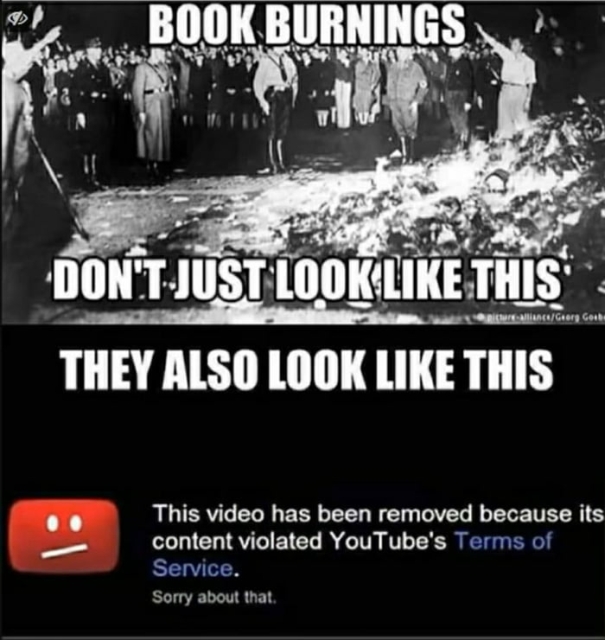 BOOK BURNINGS
DON'T JUST LOOK LIKE THIS
picture-alliance/Georg Goeb
THEY ALSO LOOK LIKE THIS
This video has been removed because its
content violated YouTube's Terms of
Service.
Sorry about that.